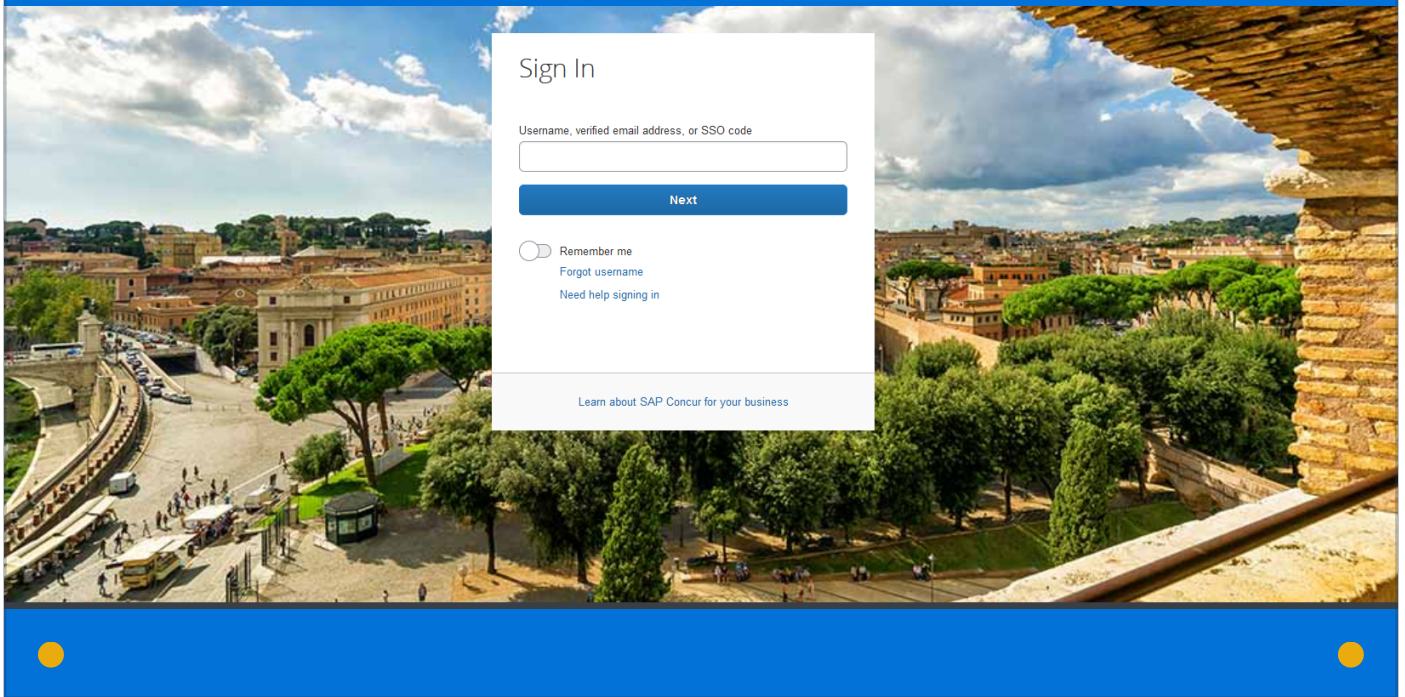 Sign In
Username, verified email address, or SSO code
Next
Remember me
Forgot username
Need help signing in
Learn about SAP Concur for your business